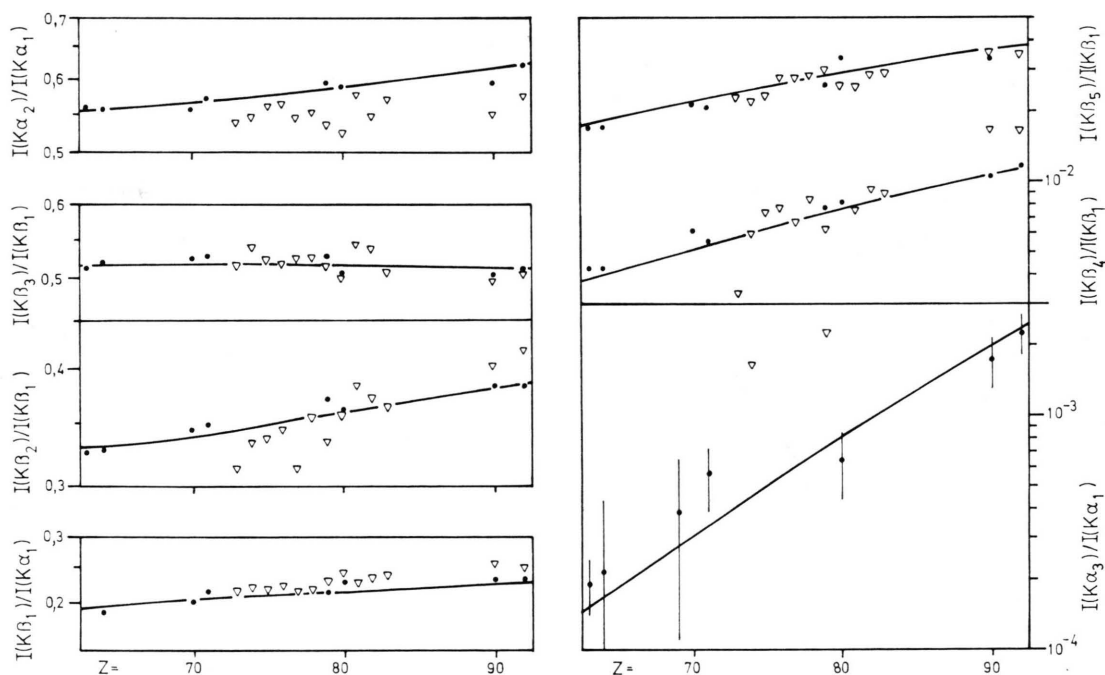 I(Kα₂)/I(Kα₁)
0,7
0,6
0,5
I(Kβ₃)/I(Kβ₁)
0,6
0,5
I(Kβ₂)/I(Kβ₁)
0,4
0,3
I(Kβ₁)/I(Kα₁)
0,3
0,2
Z= 70 80 90
I(Kβ₅)/I(Kβ₁)
10⁻²
I(Kβ₄)/I(Kβ₁)
10⁻³
I(Kα₃)/I(Kα₁)
10⁻⁴
Z= 70 80 90